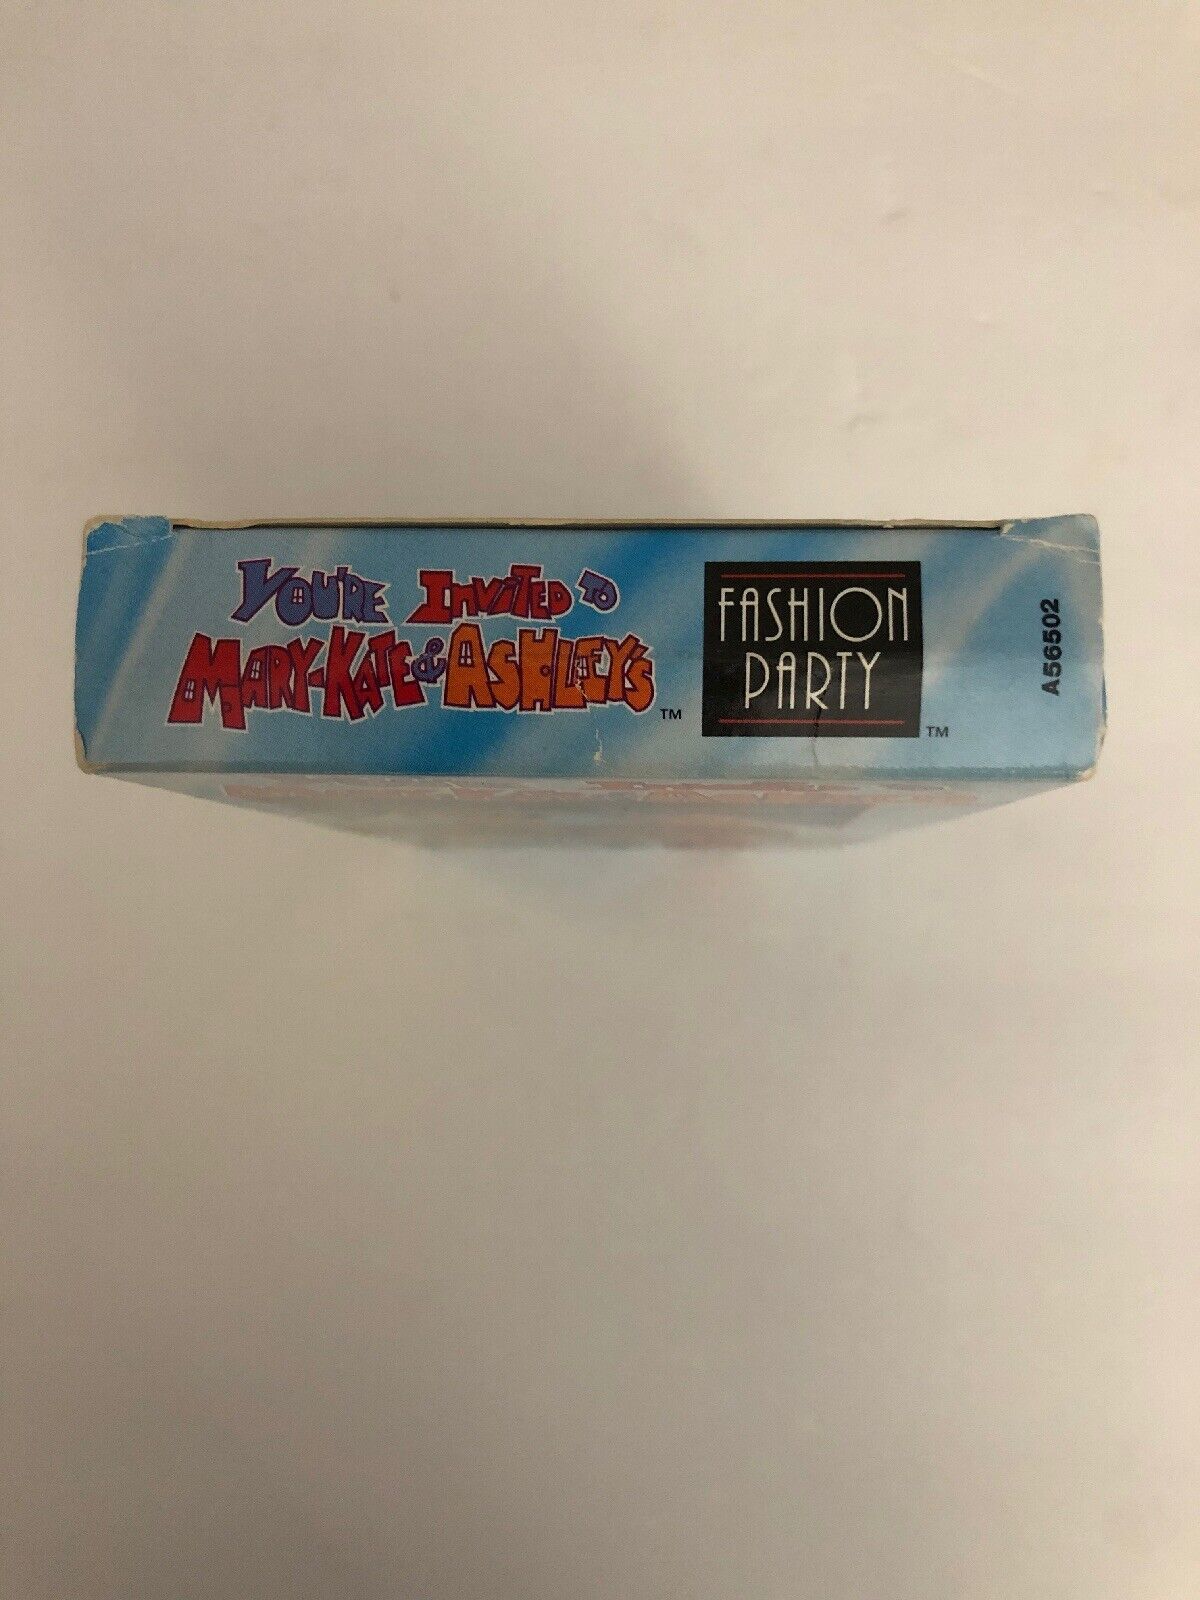 YOU'RE INVITED TO
MARY-KATE & ASHLEY'S
TM
FASHION
PARTY
TM
A56502